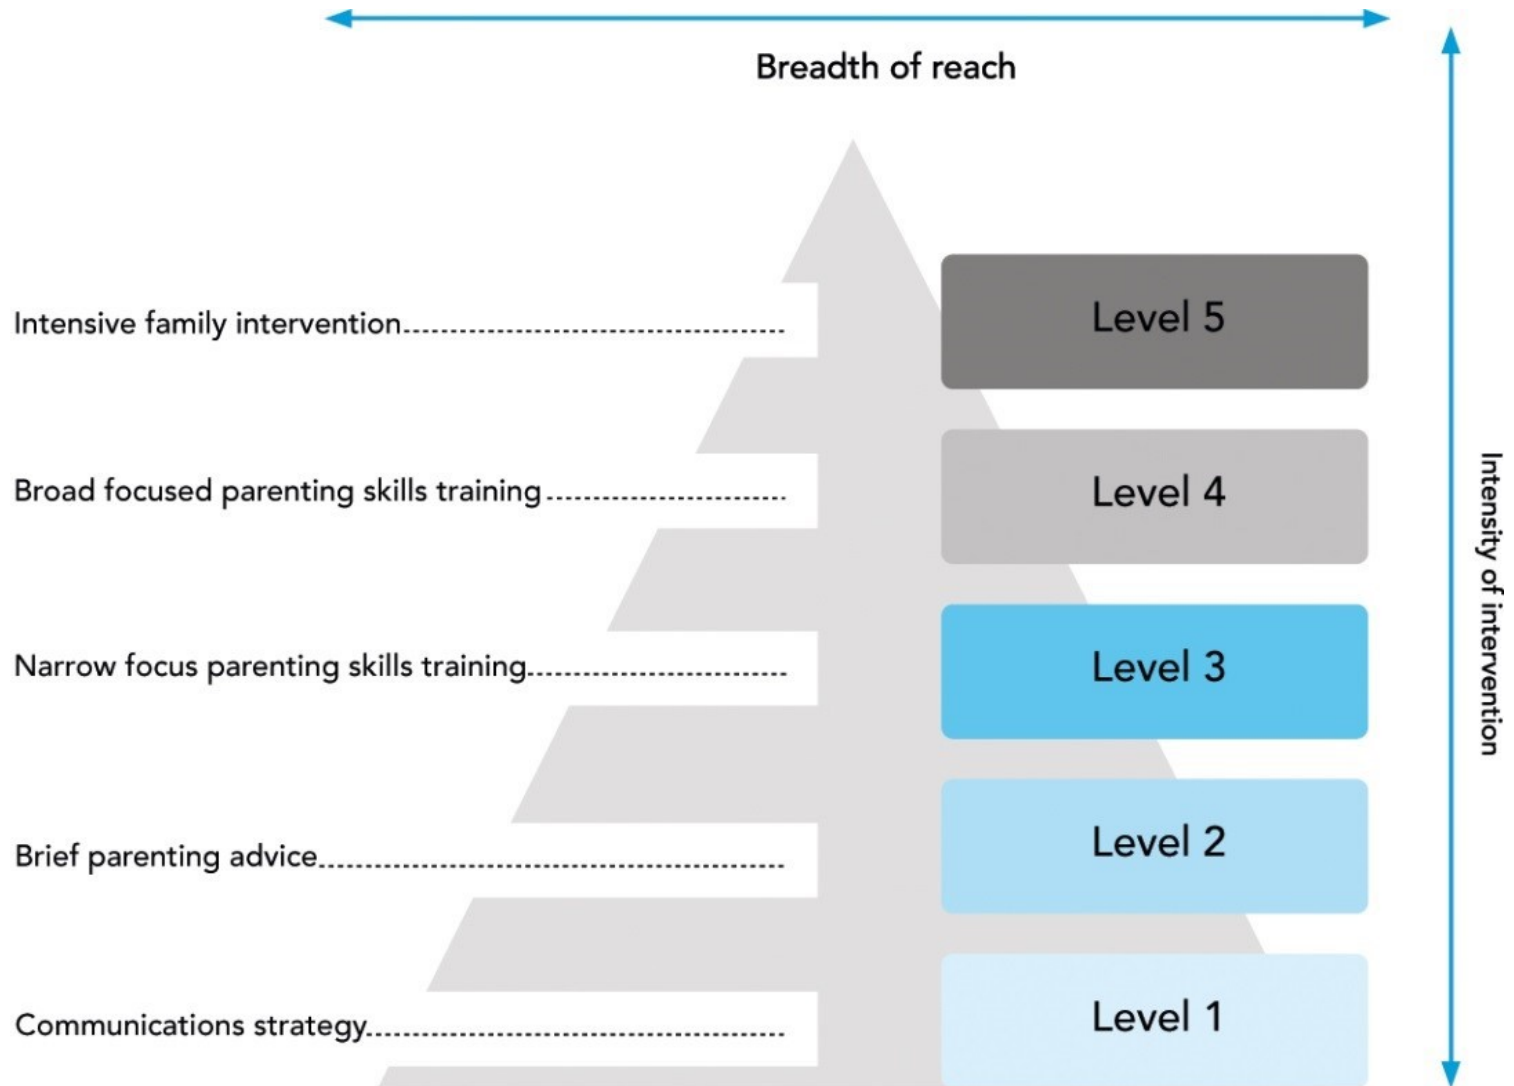 Breadth of reach
Intensive family intervention
Level 5
Broad focused parenting skills training
Level 4
Intensity of intervention
Narrow focus parenting skills training
Level 3
Brief parenting advice
Level 2
Communications strategy
Level 1